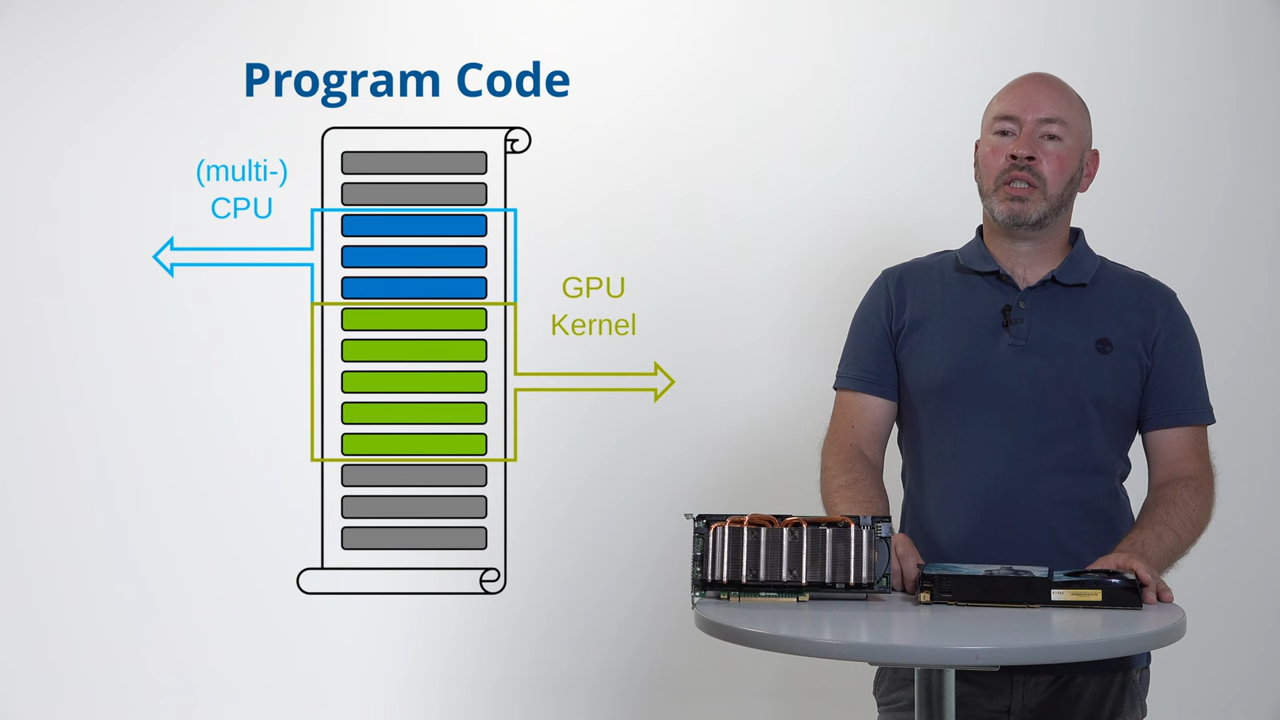 Program Code
(multi-)
CPU
GPU
Kernel